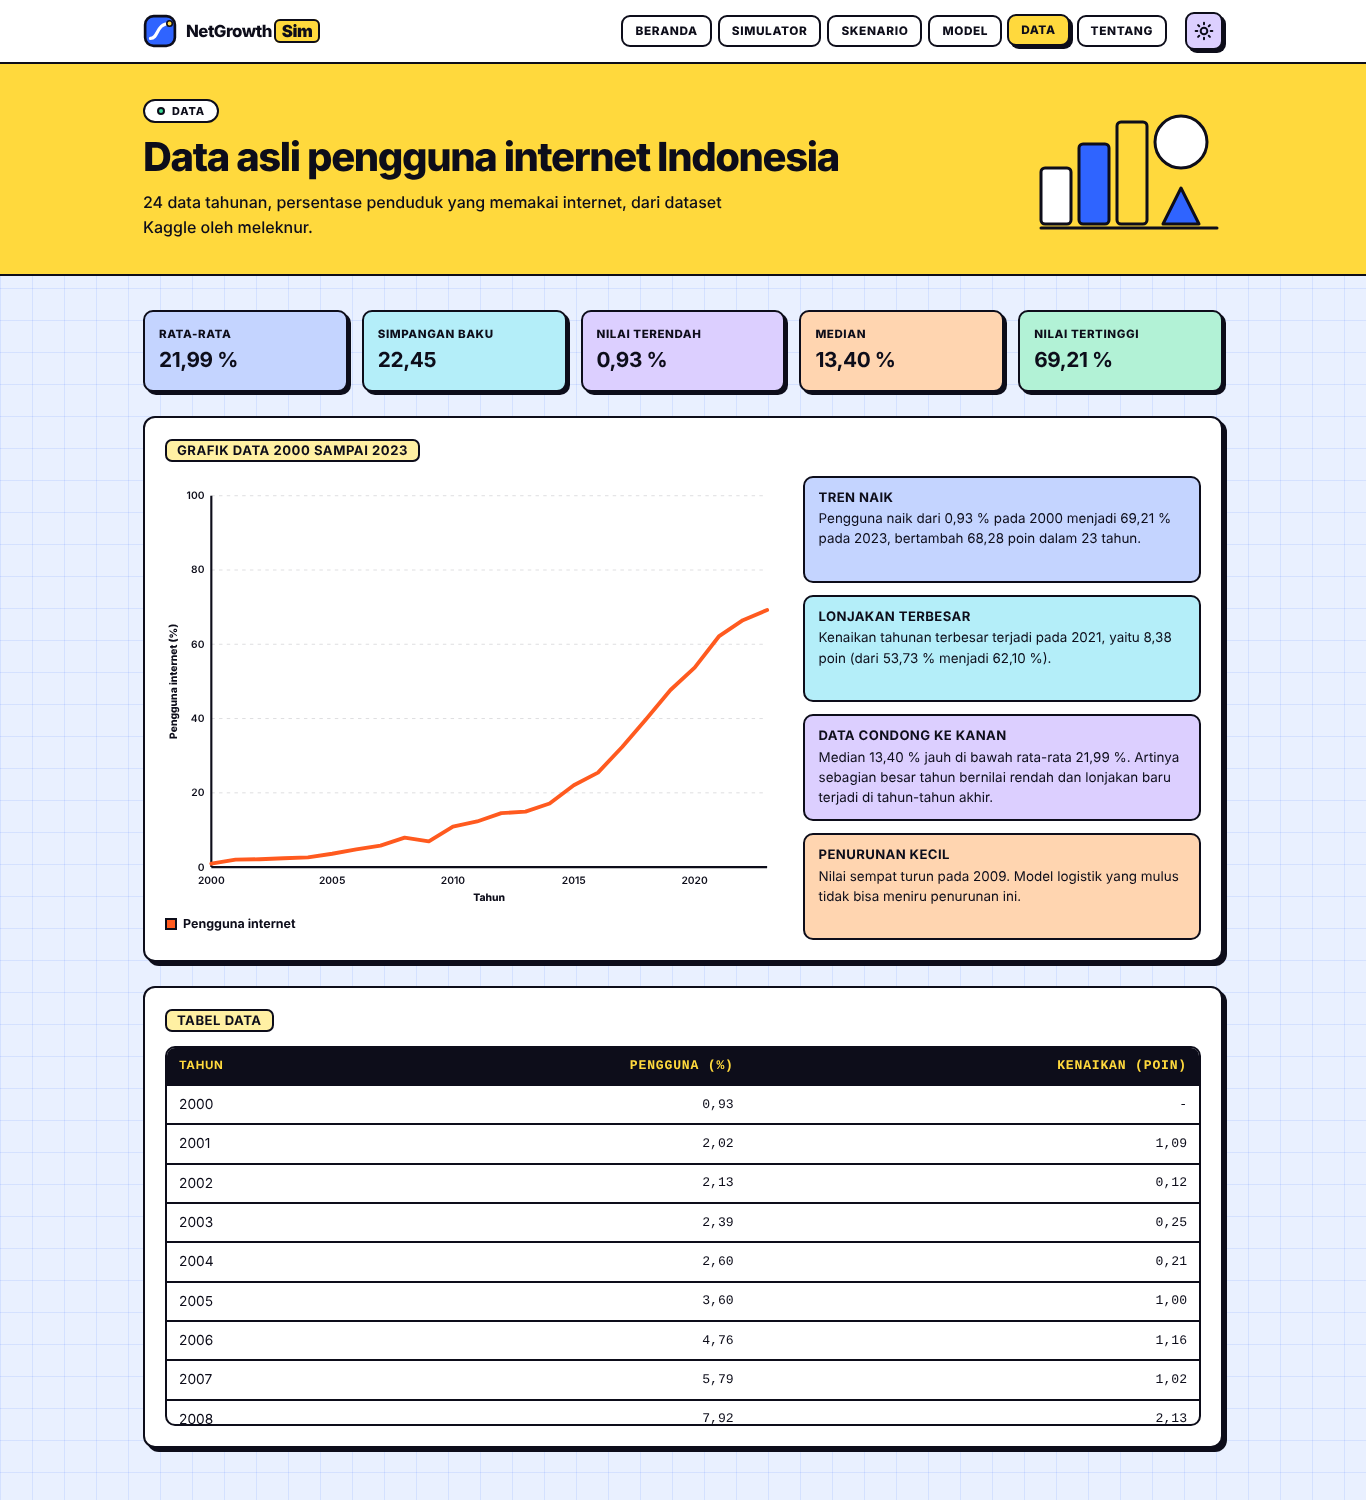 NetGrowth Sim
BERANDA
SIMULATOR
SKENARIO
MODEL
DATA
TENTANG
DATA
Data asli pengguna internet Indonesia
24 data tahunan, persentase penduduk yang memakai internet, dari dataset
Kaggle oleh meleknur.
RATA-RATA
21,99 %
SIMPANGAN BAKU
22,45
NILAI TERENDAH
0,93 %
MEDIAN
13,40 %
NILAI TERTINGGI
69,21 %
GRAFIK DATA 2000 SAMPAI 2023
100
80
60
40
20
0
Pengguna internet (%)
2000 2005 2010 2015 2020
Tahun
Pengguna internet
TREN NAIK
Pengguna naik dari 0,93 % pada 2000 menjadi 69,21 %
pada 2023, bertambah 68,28 poin dalam 23 tahun.
LONJAKAN TERBESAR
Kenaikan tahunan terbesar terjadi pada 2021, yaitu 8,38
poin (dari 53,73 % menjadi 62,10 %).
DATA CONDONG KE KANAN
Median 13,40 % jauh di bawah rata-rata 21,99 %. Artinya
sebagian besar tahun bernilai rendah dan lonjakan baru
terjadi di tahun-tahun akhir.
PENURUNAN KECIL
Nilai sempat turun pada 2009. Model logistik yang mulus
tidak bisa meniru penurunan ini.
TABEL DATA
TAHUN PENGGUNA (%) KENAIKAN (POIN)
2000 0,93 -
2001 2,02 1,09
2002 2,13 0,12
2003 2,39 0,25
2004 2,60 0,21
2005 3,60 1,00
2006 4,76 1,16
2007 5,79 1,02
2008 7,92 2,13